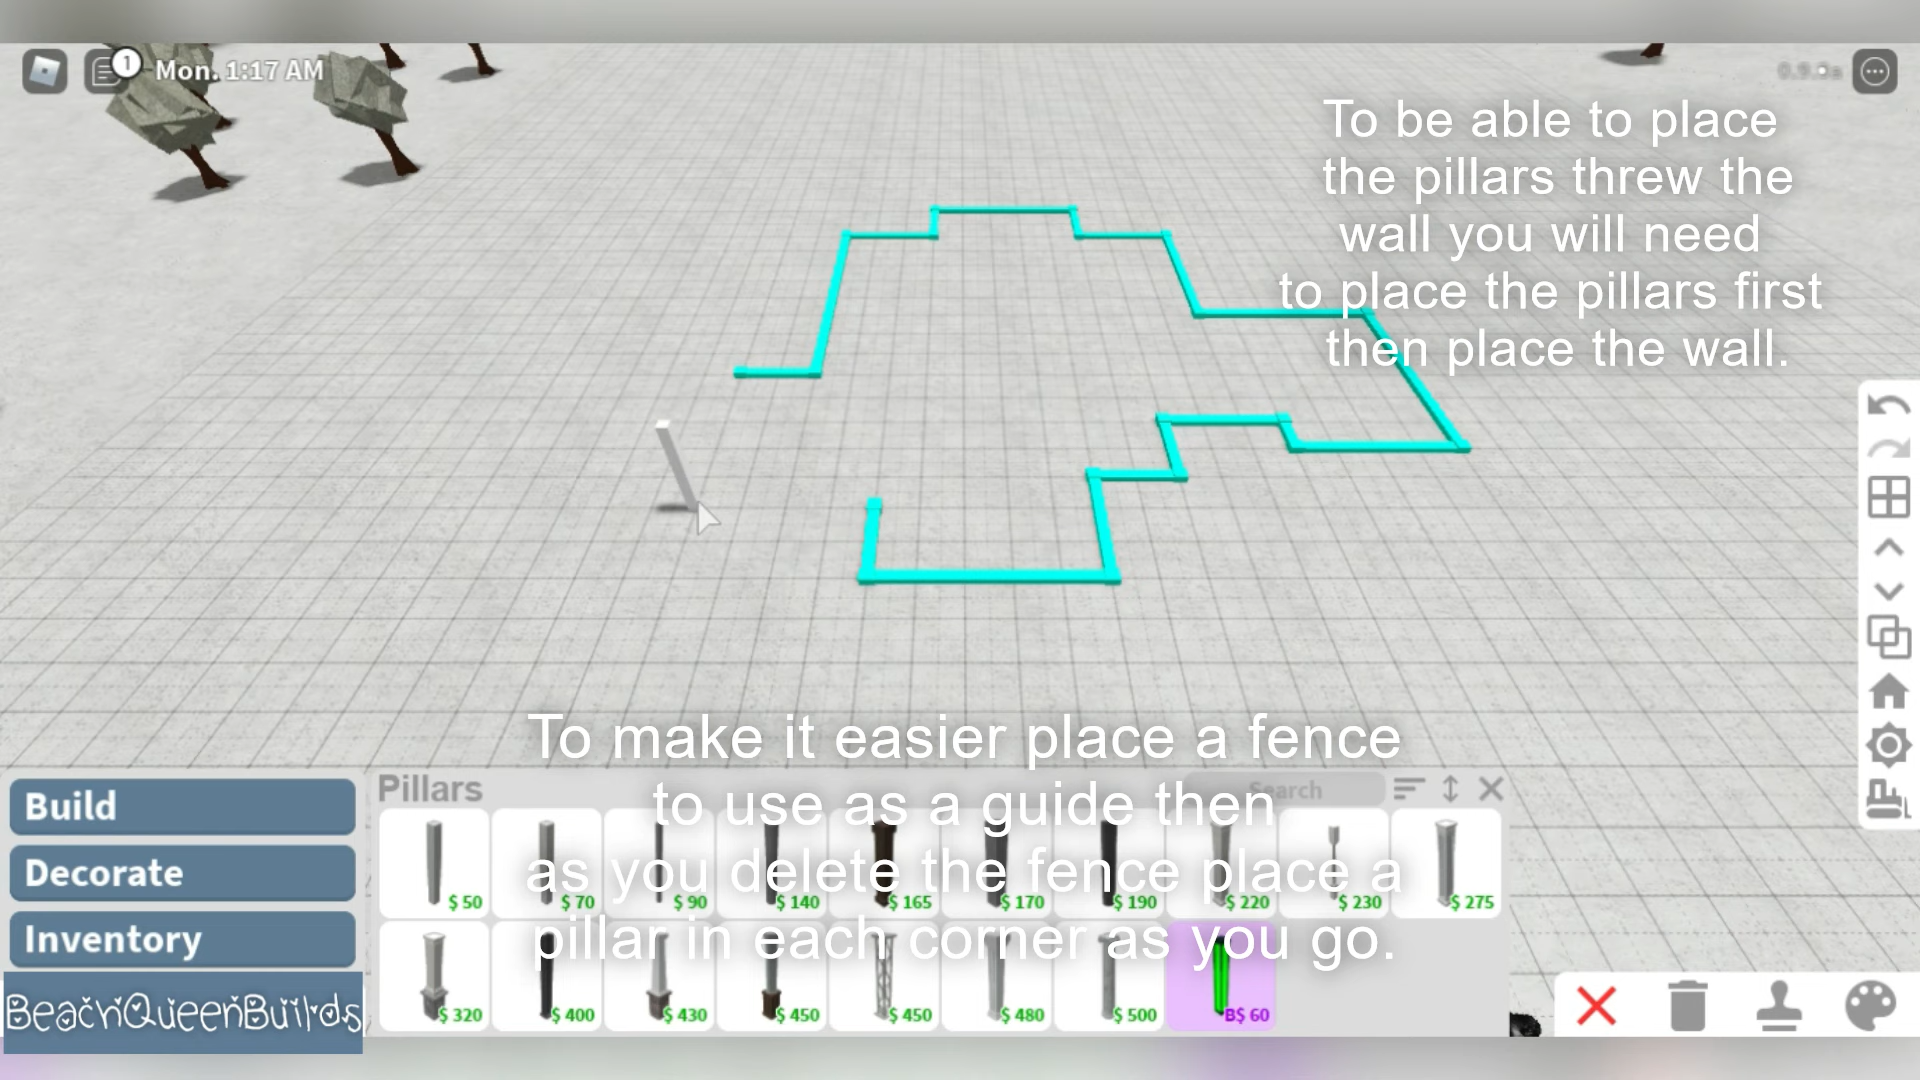 1
Mon. 1:17 AM
To be able to place
the pillars threw the
wall you will need
to place the pillars first
then place the wall.
To make it easier place a fence
to use as a guide then
as you delete the fence place a
pillar in each corner as you go.
Build
Decorate
Inventory
BeachQueenBuilds
Pillars
Search
$ 50
$ 70
$ 90
$ 140
$ 165
$ 170
$ 190
$ 220
$ 230
$ 275
$ 320
$ 400
$ 430
$ 450
$ 450
$ 480
$ 500
B$ 60